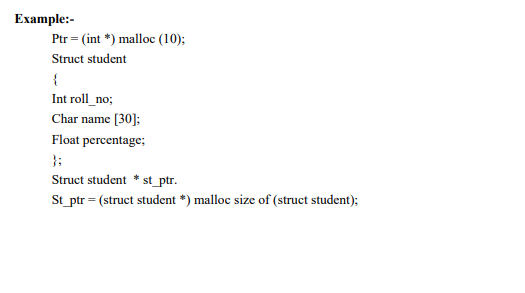 Example:-
Ptr = (int *) malloc (10);
Struct student
{
Int roll_no;
Char name [30];
Float percentage;
};
Struct student * st_ptr.
St_ptr = (struct student *) malloc size of (struct student);